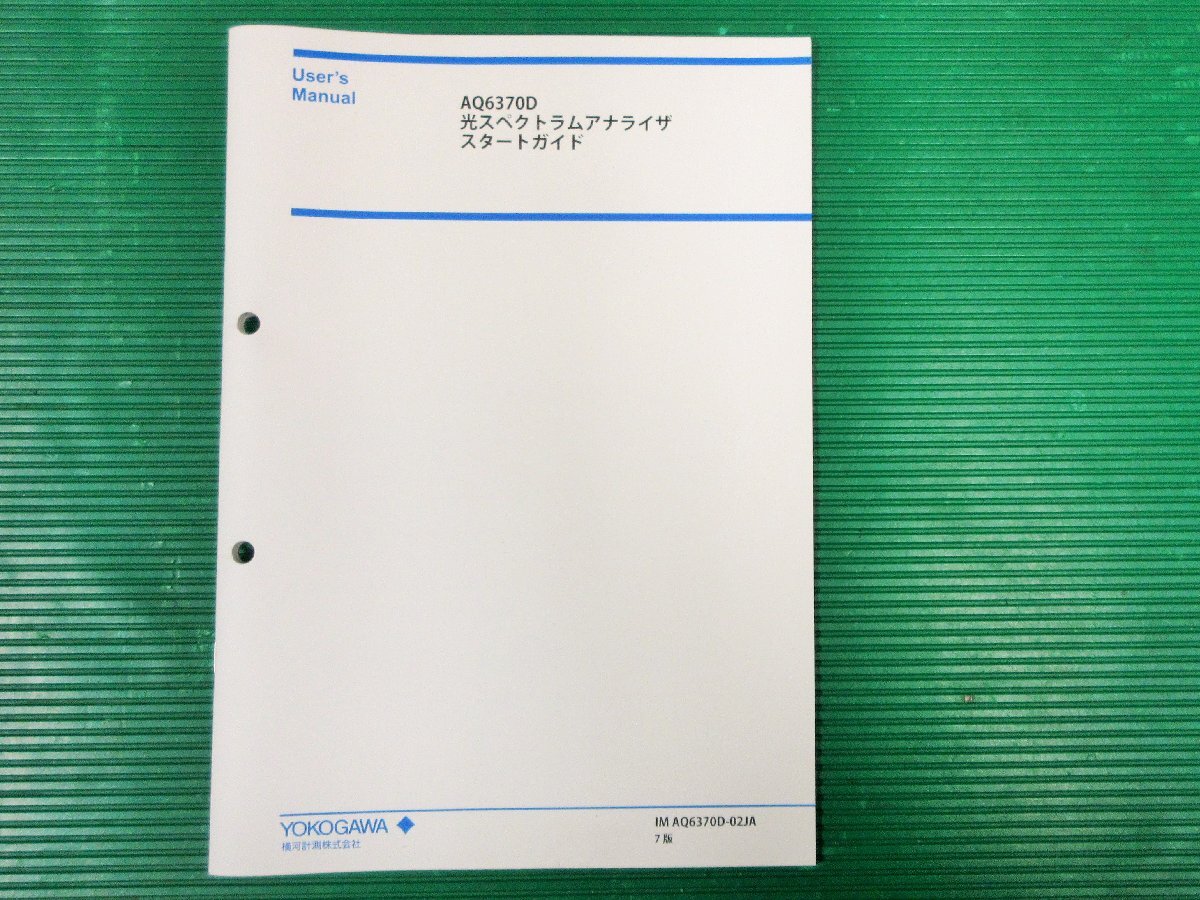 User's
Manual
AQ6370D
光スペクトラムアナライザ
スタートガイド
YOKOGAWA
横河計測株式会社
IM AQ6370D-02JA
7 版